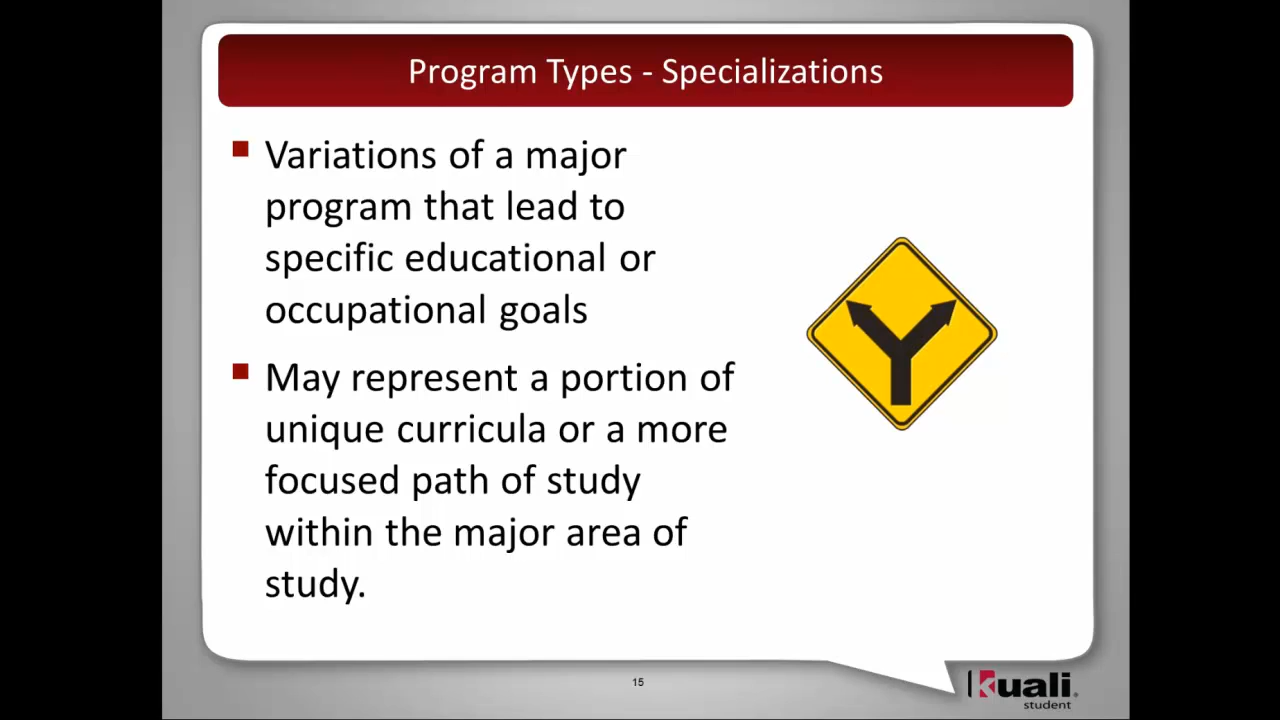 Program Types - Specializations
Variations of a major
program that lead to
specific educational or
occupational goals
May represent a portion of
unique curricula or a more
focused path of study
within the major area of
study.
15
Kuali
student